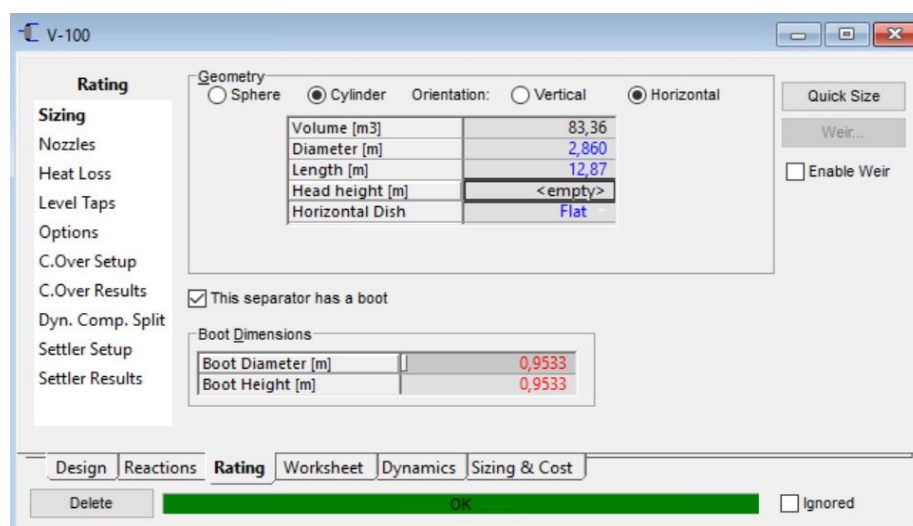 V-100
Rating
Sizing
Nozzles
Heat Loss
Level Taps
Options
C.Over Setup
C.Over Results
Dyn. Comp. Split
Settler Setup
Settler Results
Geometry
Sphere Cylinder Orientation: Vertical Horizontal
Volume [m3] 83,36
Diameter [m] 2,860
Length [m] 12,87
Head height [m] <empty>
Horizontal Dish Flat
This separator has a boot
Boot Dimensions
Boot Diameter [m] 0,9533
Boot Height [m] 0,9533
Quick Size
Weir...
Enable Weir
Design Reactions Rating Worksheet Dynamics Sizing & Cost
Delete OK Ignored